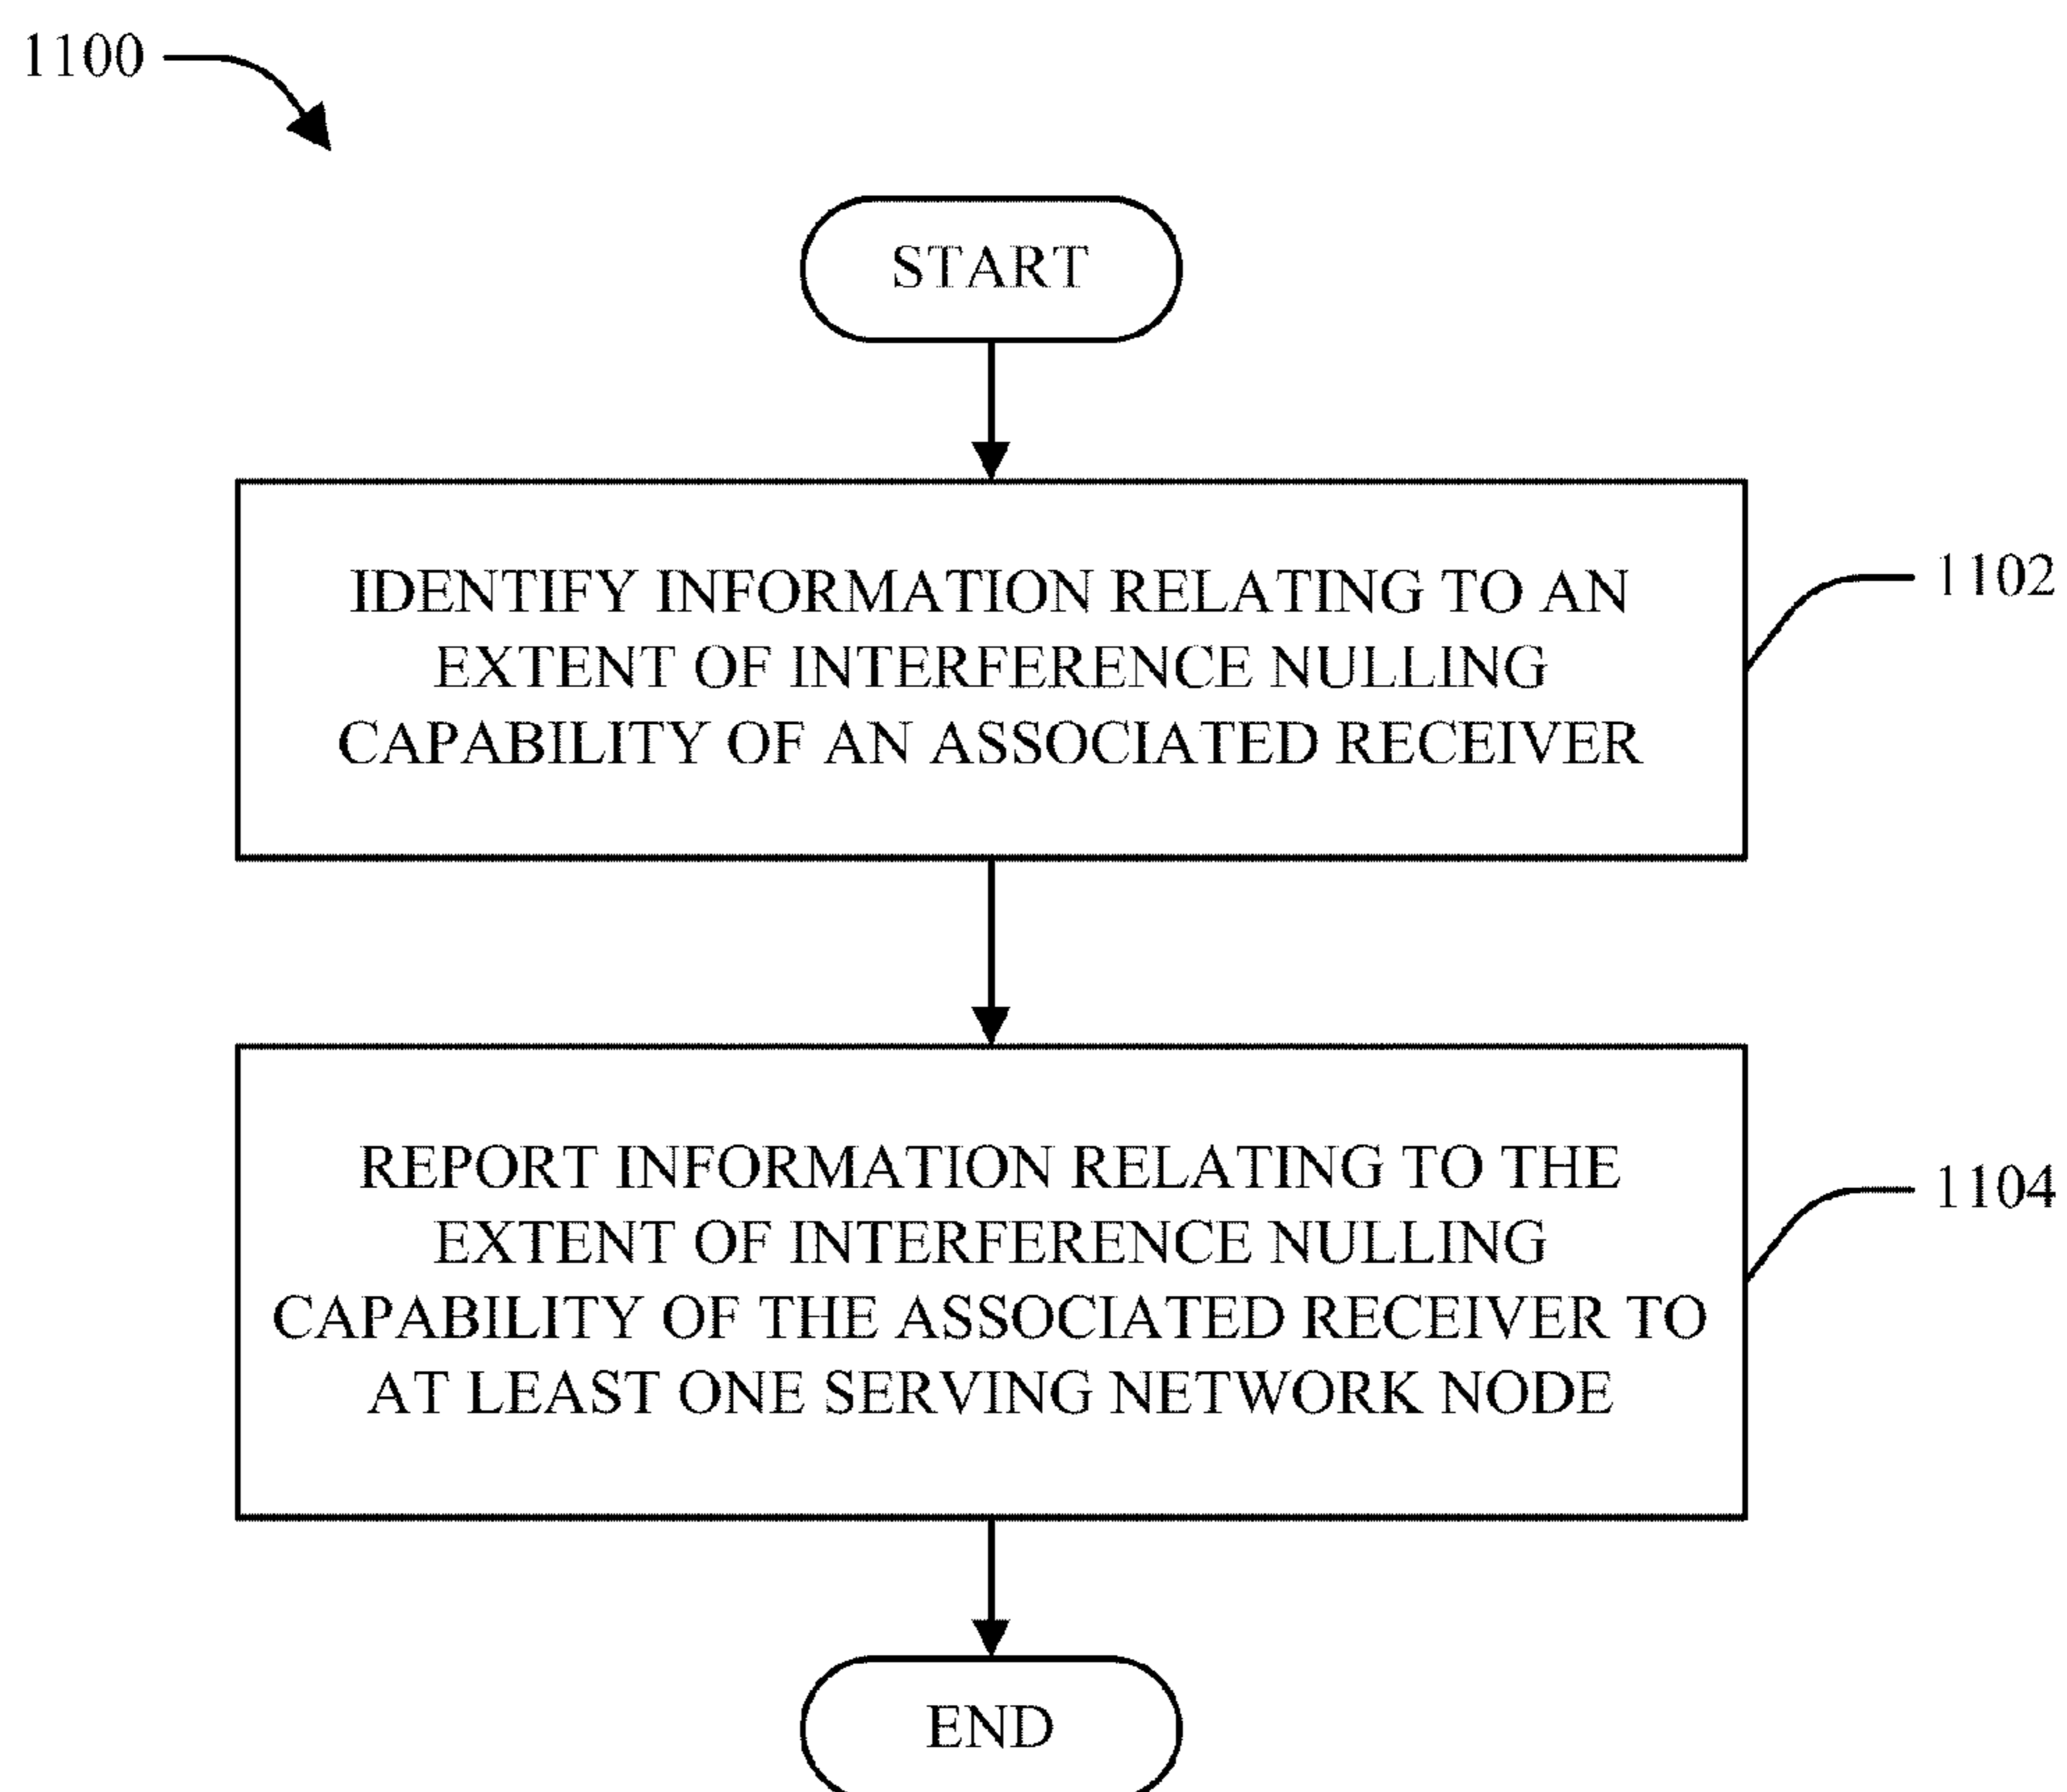 1100
START
IDENTIFY INFORMATION RELATING TO AN
EXTENT OF INTERFERENCE NULLING
CAPABILITY OF AN ASSOCIATED RECEIVER
1102
REPORT INFORMATION RELATING TO THE
EXTENT OF INTERFERENCE NULLING
CAPABILITY OF THE ASSOCIATED RECEIVER TO
AT LEAST ONE SERVING NETWORK NODE
1104
END